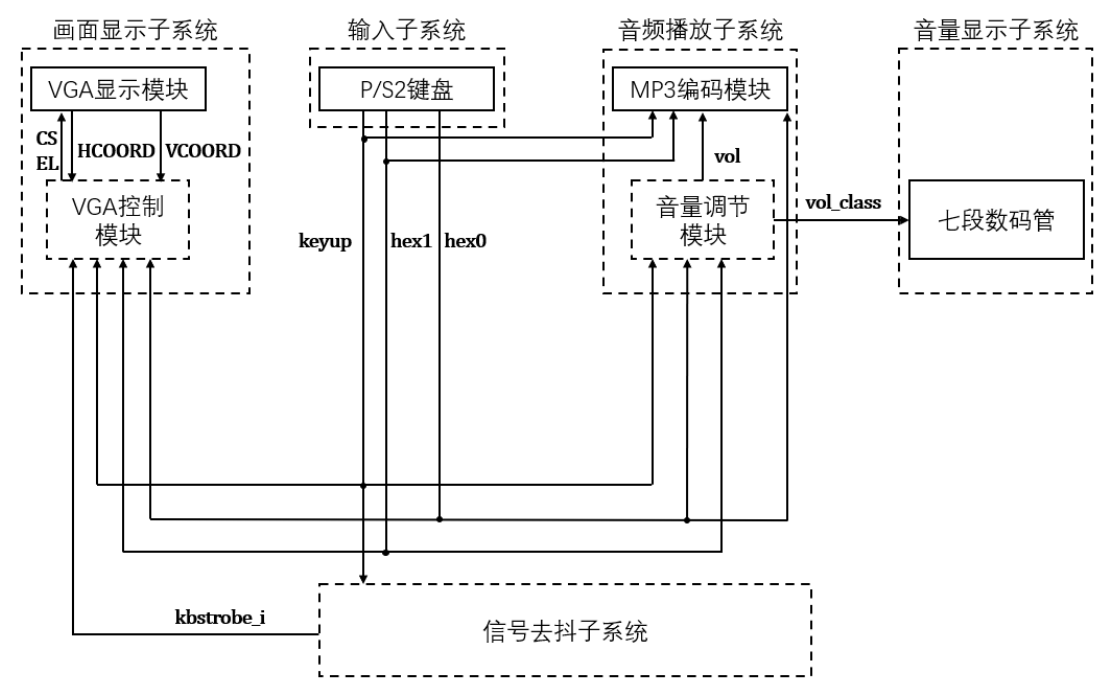 画面显示子系统
输入子系统
音频播放子系统
音量显示子系统
VGA显示模块
P/S2键盘
MP3编码模块
CS
EL
HCOORD
VCOORD
vol
VGA控制
模块
音量调节
模块
vol_class
七段数码管
keyup
hex1
hex0
kbstrobe_i
信号去抖子系统